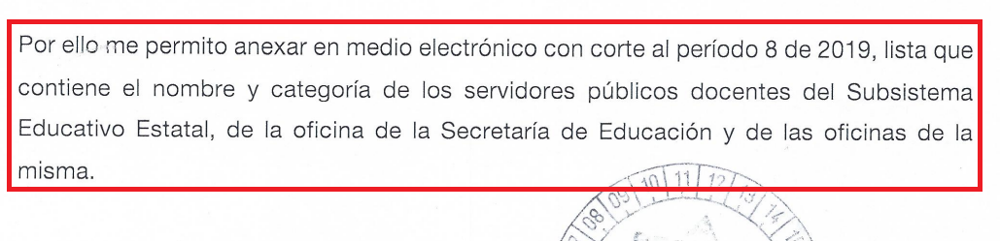 Por ello me permito anexar en medio electrónico con corte al período 8 de 2019, lista que
contiene el nombre y categoría de los servidores públicos docentes del Subsistema
Educativo Estatal, de la oficina de la Secretaría de Educación y de las oficinas de la
misma.
08 09 10 11 12 13 14